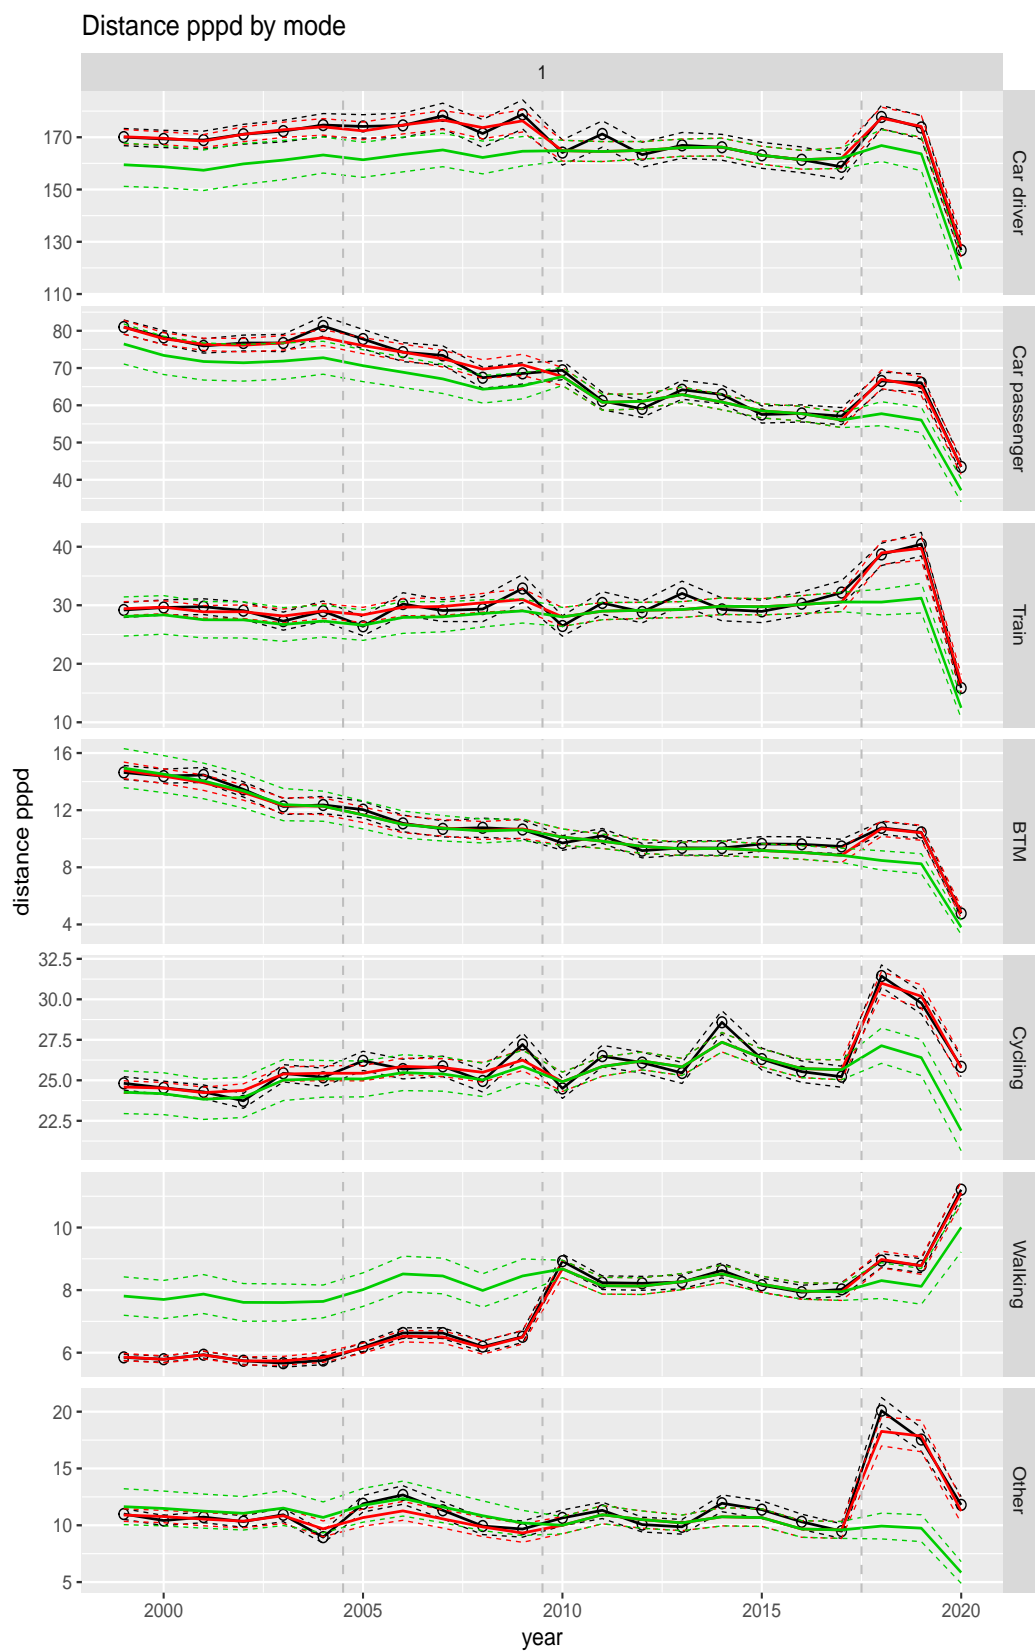 Distance pppd by mode
1
170
150
130
110
Car driver
80
70
60
50
40
Car passenger
40
30
20
10
Train
16
12
8
4
BTM
distance pppd
32.5
30.0
27.5
25.0
22.5
Cycling
10
8
6
Walking
20
15
10
5
Other
2000 2005 2010 2015 2020
year